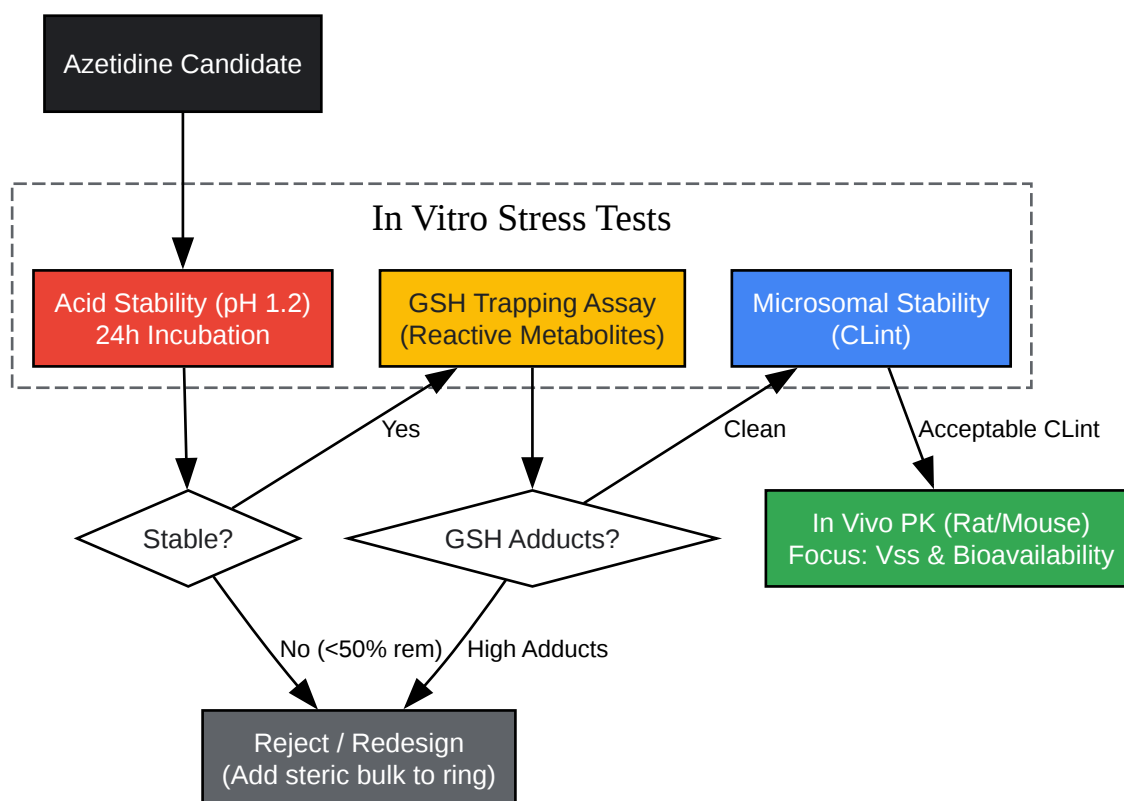 Azetidine Candidate
In Vitro Stress Tests
Acid Stability (pH 1.2)
24h Incubation
GSH Trapping Assay
(Reactive Metabolites)
Microsomal Stability
(CLint)
Yes
Clean
Acceptable CLint
Stable?
GSH Adducts?
In Vivo PK (Rat/Mouse)
Focus: Vss & Bioavailability
No (<50% rem)
High Adducts
Reject / Redesign
(Add steric bulk to ring)